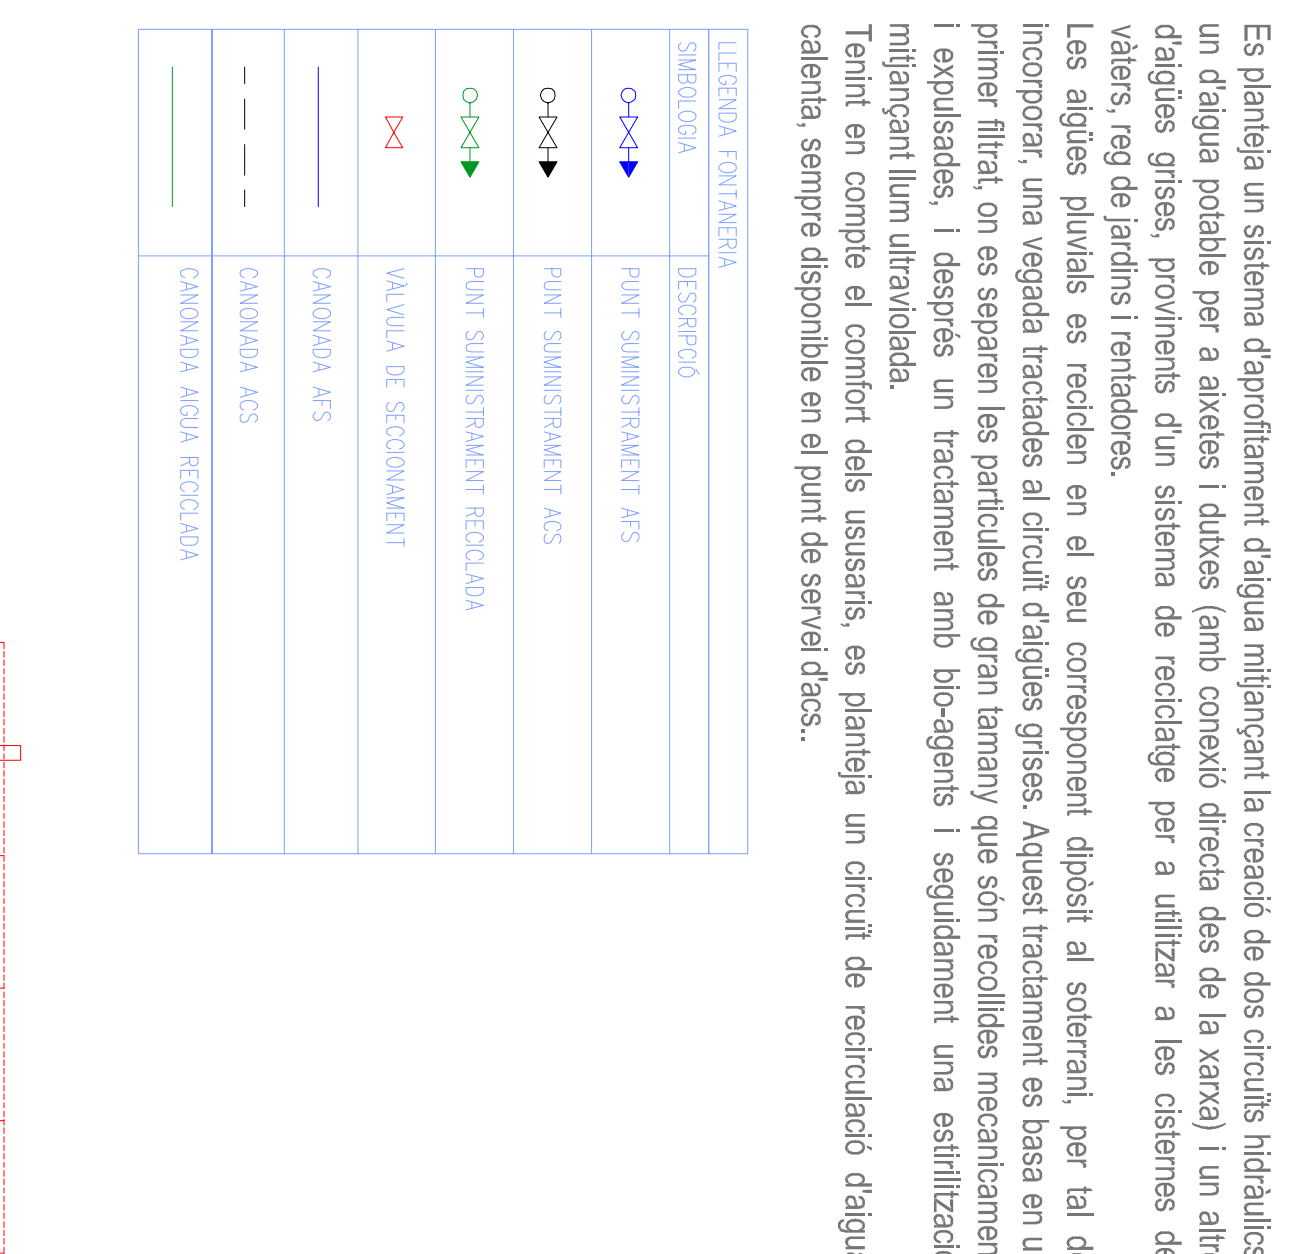 Es planteja un sistema d'aprofitament d'aigua mitjançant la creació de dos circuïts hidràulics
un d'aigua potable per a aixetes i dutxes (amb conexió directa des de la xarxa) i un altre
d'aigües grises, provinents d'un sistema de reciclatge per a utilitzar a les cisternes de
vàters, reg de jardins i rentadores.
Les aigües pluvials es reciclen en el seu corresponent dipòsit al soterrani, per tal de
incorporar, una vegada tractades al circuït d'aigües grises. Aquest tractament es basa en u
primer filtrat, on es separen les particules de gran tamany que són recollides mecanicamen
i expulsades, i després un tractament amb bio-agents i seguidament una estirilitzacio
mitjançant llum ultraviolada.
Tenint en compte el comfort dels ususaris, es planteja un circuït de recirculació d'aigua
calenta, sempre disponible en el punt de servei d'acs..
LLEGENDA FONTANERIA
SIMBOLOGIA DESCRIPCIÓ
PUNT SUMINISTRAMENT AFS
PUNT SUMINISTRAMENT ACS
PUNT SUMINISTRAMENT RECICLADA
VÀLVULA DE SECCIONAMENT
CANONADA AFS
CANONADA ACS
CANONADA AIGUA RECICLADA